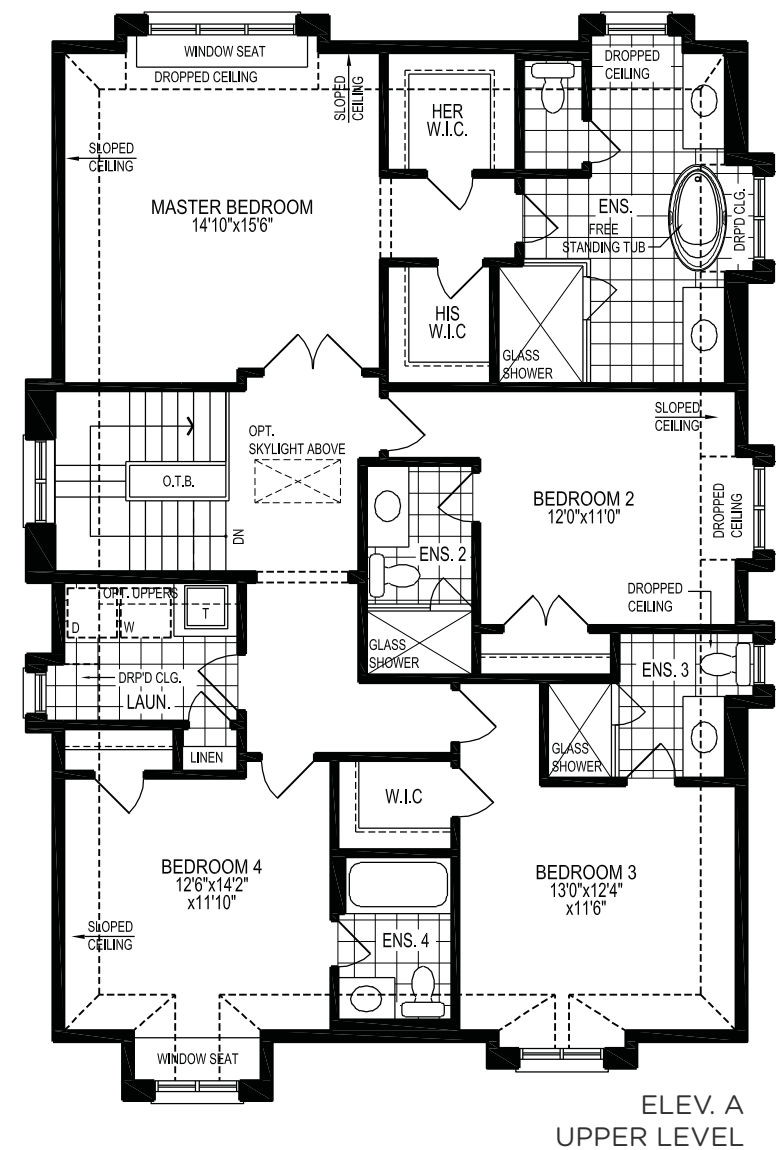 WINDOW SEAT
DROPPED CEILING
SLOPED
CEILING
DROPPED
CEILING
HER
W.I.C.
SLOPED
CEILING
MASTER BEDROOM
14'10"x15'6"
ENS.
FREE
STANDING TUB
DRP'D CLG.
HIS
W.I.C
GLASS
SHOWER
SLOPED
CEILING
OPT.
SKYLIGHT ABOVE
O.T.B.
DN
BEDROOM 2
12'0"x11'0"
DROPPED
CEILING
ENS. 2
DROPPED
CEILING
OPT. UPPERS
D
W
T
GLASS
SHOWER
ENS. 3
DRP'D CLG.
LAUN.
LINEN
GLASS
SHOWER
W.I.C
BEDROOM 4
12'6"x14'2"
x11'10"
BEDROOM 3
13'0"x12'4"
x11'6"
SLOPED
CEILING
ENS. 4
WINDOW SEAT
ELEV. A
UPPER LEVEL